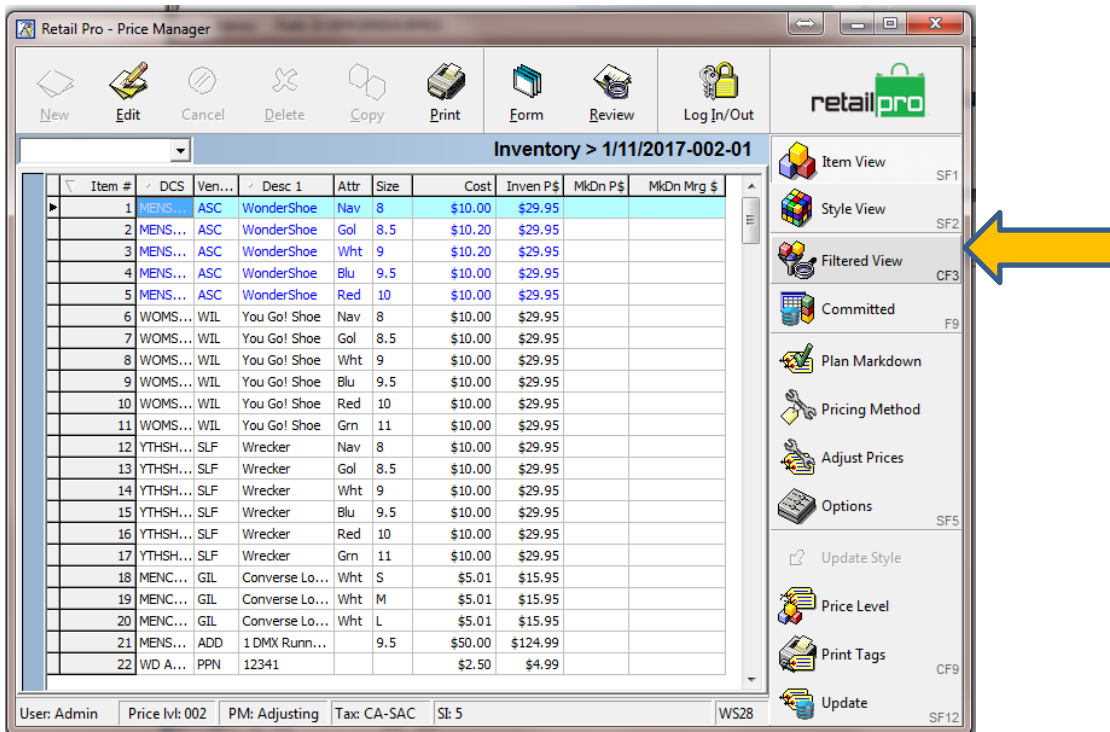 Retail Pro - Price Manager
New Edit Cancel Delete Copy Print Form Review Log In/Out
retail pro
Inventory > 1/11/2017-002-01
Item # DCS Ven... Desc 1 Attr Size Cost Inven P$ MkDn P$ MkDn Mrg $
1 MENS... ASC WonderShoe Nav 8 $10.00 $29.95
2 MENS... ASC WonderShoe Gol 8.5 $10.20 $29.95
3 MENS... ASC WonderShoe Wht 9 $10.20 $29.95
4 MENS... ASC WonderShoe Blu 9.5 $10.00 $29.95
5 MENS... ASC WonderShoe Red 10 $10.00 $29.95
6 WOMS... WIL You Go! Shoe Nav 8 $10.00 $29.95
7 WOMS... WIL You Go! Shoe Gol 8.5 $10.00 $29.95
8 WOMS... WIL You Go! Shoe Wht 9 $10.00 $29.95
9 WOMS... WIL You Go! Shoe Blu 9.5 $10.00 $29.95
10 WOMS... WIL You Go! Shoe Red 10 $10.00 $29.95
11 WOMS... WIL You Go! Shoe Grn 11 $10.00 $29.95
12 YTHSH... SLF Wrecker Nav 8 $10.00 $29.95
13 YTHSH... SLF Wrecker Gol 8.5 $10.00 $29.95
14 YTHSH... SLF Wrecker Wht 9 $10.00 $29.95
15 YTHSH... SLF Wrecker Blu 9.5 $10.00 $29.95
16 YTHSH... SLF Wrecker Red 10 $10.00 $29.95
17 YTHSH... SLF Wrecker Grn 11 $10.00 $29.95
18 MENC... GIL Converse Lo... Wht S $5.01 $15.95
19 MENC... GIL Converse Lo... Wht M $5.01 $15.95
20 MENC... GIL Converse Lo... Wht L $5.01 $15.95
21 MENS... ADD 1 DMX Runn... 9.5 $50.00 $124.99
22 WD A... PPN 12341 $2.50 $4.99
Item View SF1
Style View SF2
Filtered View CF3
Committed F9
Plan Markdown
Pricing Method
Adjust Prices
Options SF5
Update Style
Price Level
Print Tags CF9
Update SF12
User: Admin Price lvl: 002 PM: Adjusting Tax: CA-SAC SI: 5 WS28